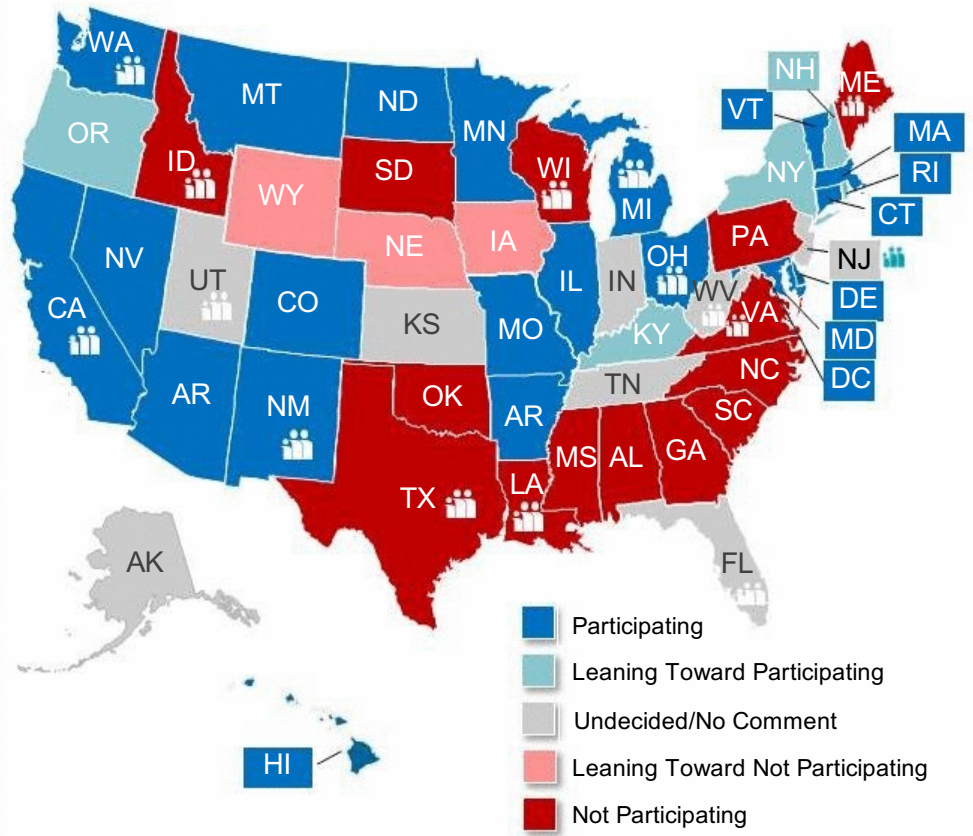 WA
MT
ND
MN
OR
ID
WY
SD
WI
MI
NH
ME
VT
MA
NY
RI
CT
NV
UT
CO
NE
IA
IL
IN
OH
PA
NJ
CA
KS
MO
KY
WV
VA
DE
MD
DC
AR
NM
OK
AR
TN
NC
SC
TX
LA
MS
AL
GA
AK
FL
HI
Participating
Leaning Toward Participating
Undecided/No Comment
Leaning Toward Not Participating
Not Participating